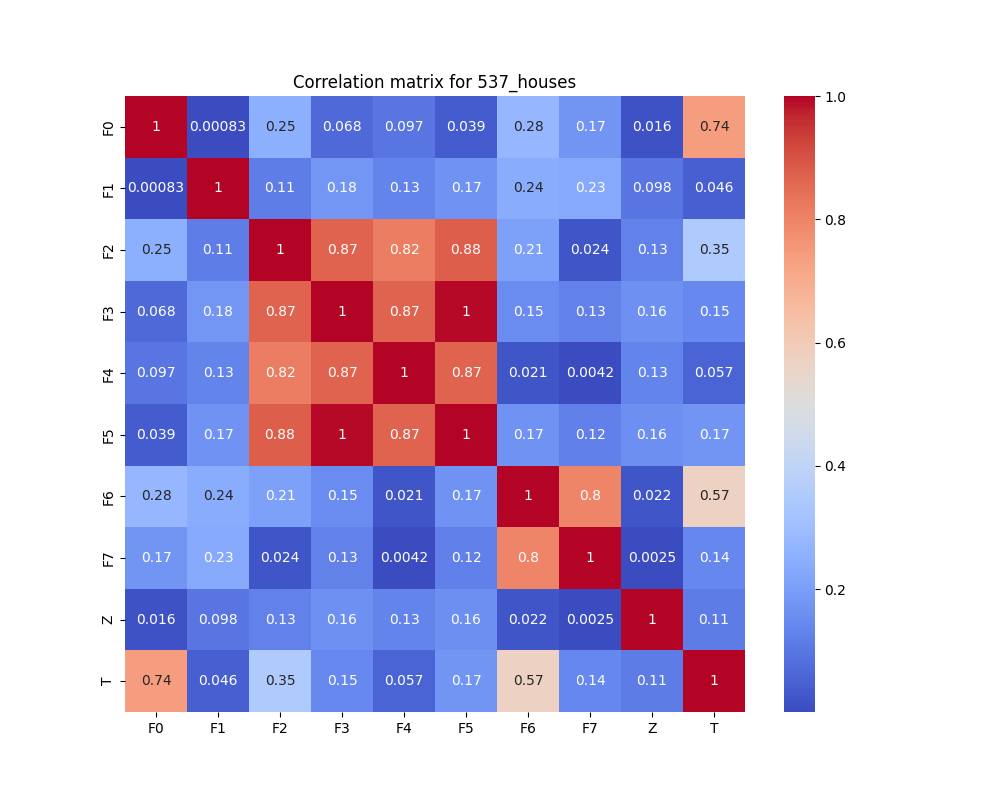 Correlation matrix for 537_houses
F0 1 0.00083 0.25 0.068 0.097 0.039 0.28 0.17 0.016 0.74
F1 0.00083 1 0.11 0.18 0.13 0.17 0.24 0.23 0.098 0.046
F2 0.25 0.11 1 0.87 0.82 0.88 0.21 0.024 0.13 0.35
F3 0.068 0.18 0.87 1 0.87 1 0.15 0.13 0.16 0.15
F4 0.097 0.13 0.82 0.87 1 0.87 0.021 0.0042 0.13 0.057
F5 0.039 0.17 0.88 1 0.87 1 0.17 0.12 0.16 0.17
F6 0.28 0.24 0.21 0.15 0.021 0.17 1 0.8 0.022 0.57
F7 0.17 0.23 0.024 0.13 0.0042 0.12 0.8 1 0.0025 0.14
Z 0.016 0.098 0.13 0.16 0.13 0.16 0.022 0.0025 1 0.11
T 0.74 0.046 0.35 0.15 0.057 0.17 0.57 0.14 0.11 1
F0 F1 F2 F3 F4 F5 F6 F7 Z T
1.0
0.8
0.6
0.4
0.2